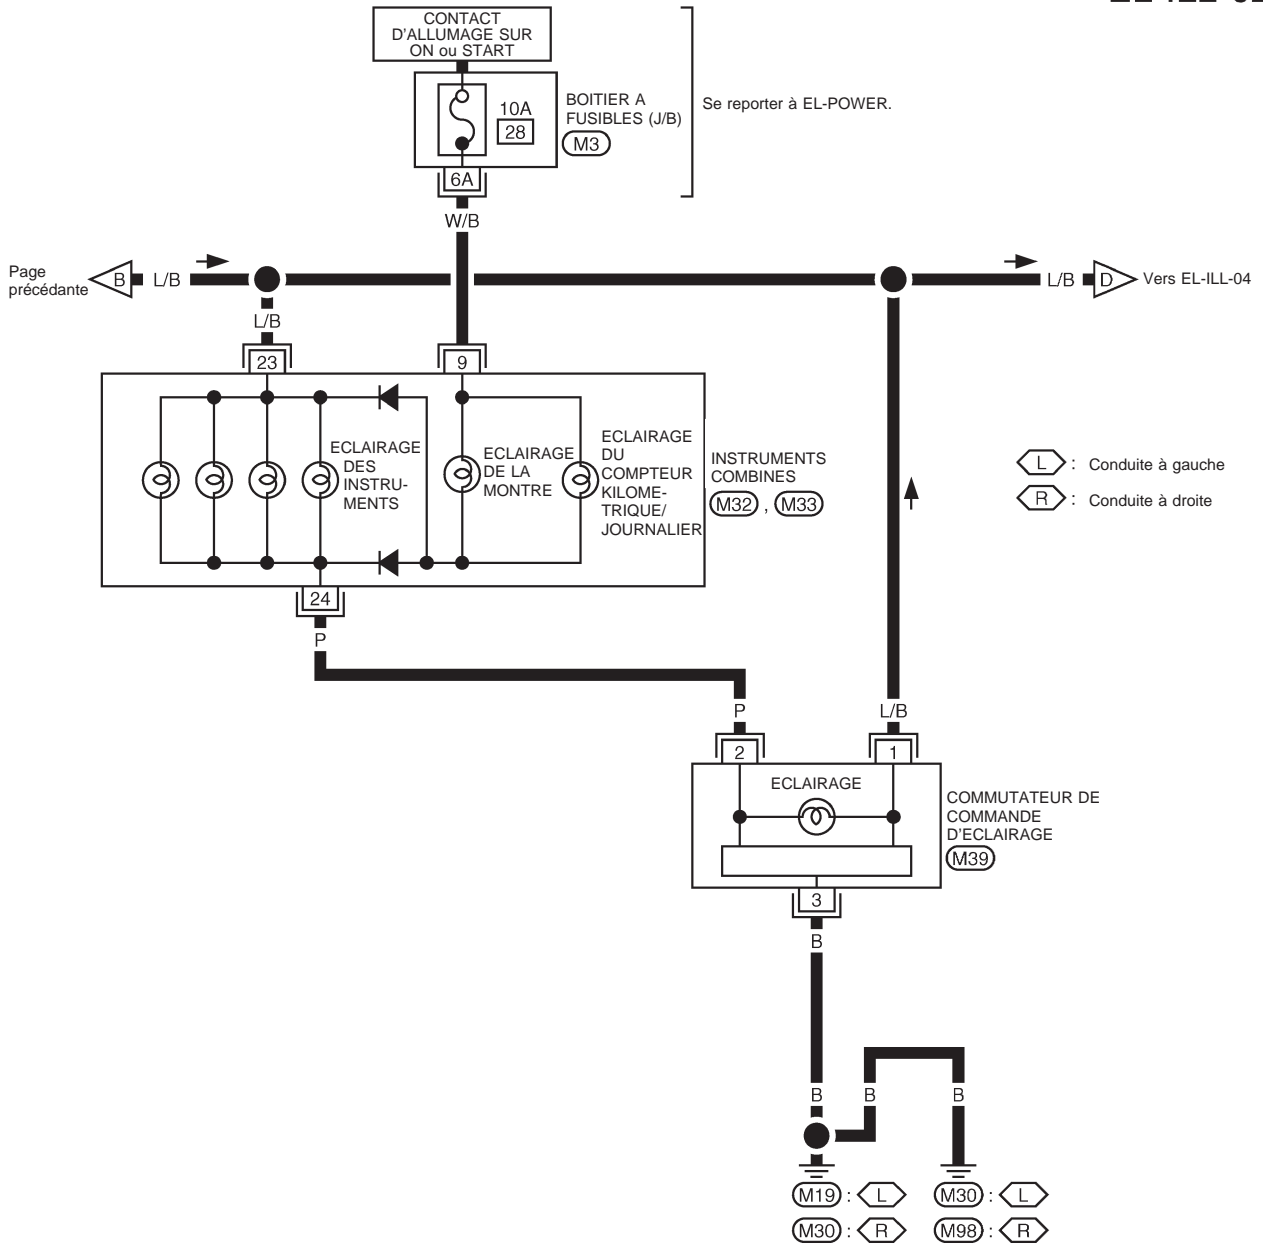 CONTACT
D'ALLUMAGE SUR
ON ou START
10A
28
BOITIER A
FUSIBLES (J/B)
M3
Se reporter à EL-POWER.
6A
W/B
Page
précédante
B
L/B
L/B
D
Vers EL-ILL-04
L/B
23
9
ECLAIRAGE
DES
INSTRU-
MENTS
ECLAIRAGE
DE LA
MONTRE
ECLAIRAGE
DU
COMPTEUR
KILOME-
TRIQUE/
JOURNALIER
INSTRUMENTS
COMBINES
M32 , M33
L : Conduite à gauche
R : Conduite à droite
24
P
P
L/B
2
1
ECLAIRAGE
COMMUTATEUR DE
COMMANDE
D'ECLAIRAGE
M39
3
B
B B B
M19 : L M30 : L
M30 : R M98 : R